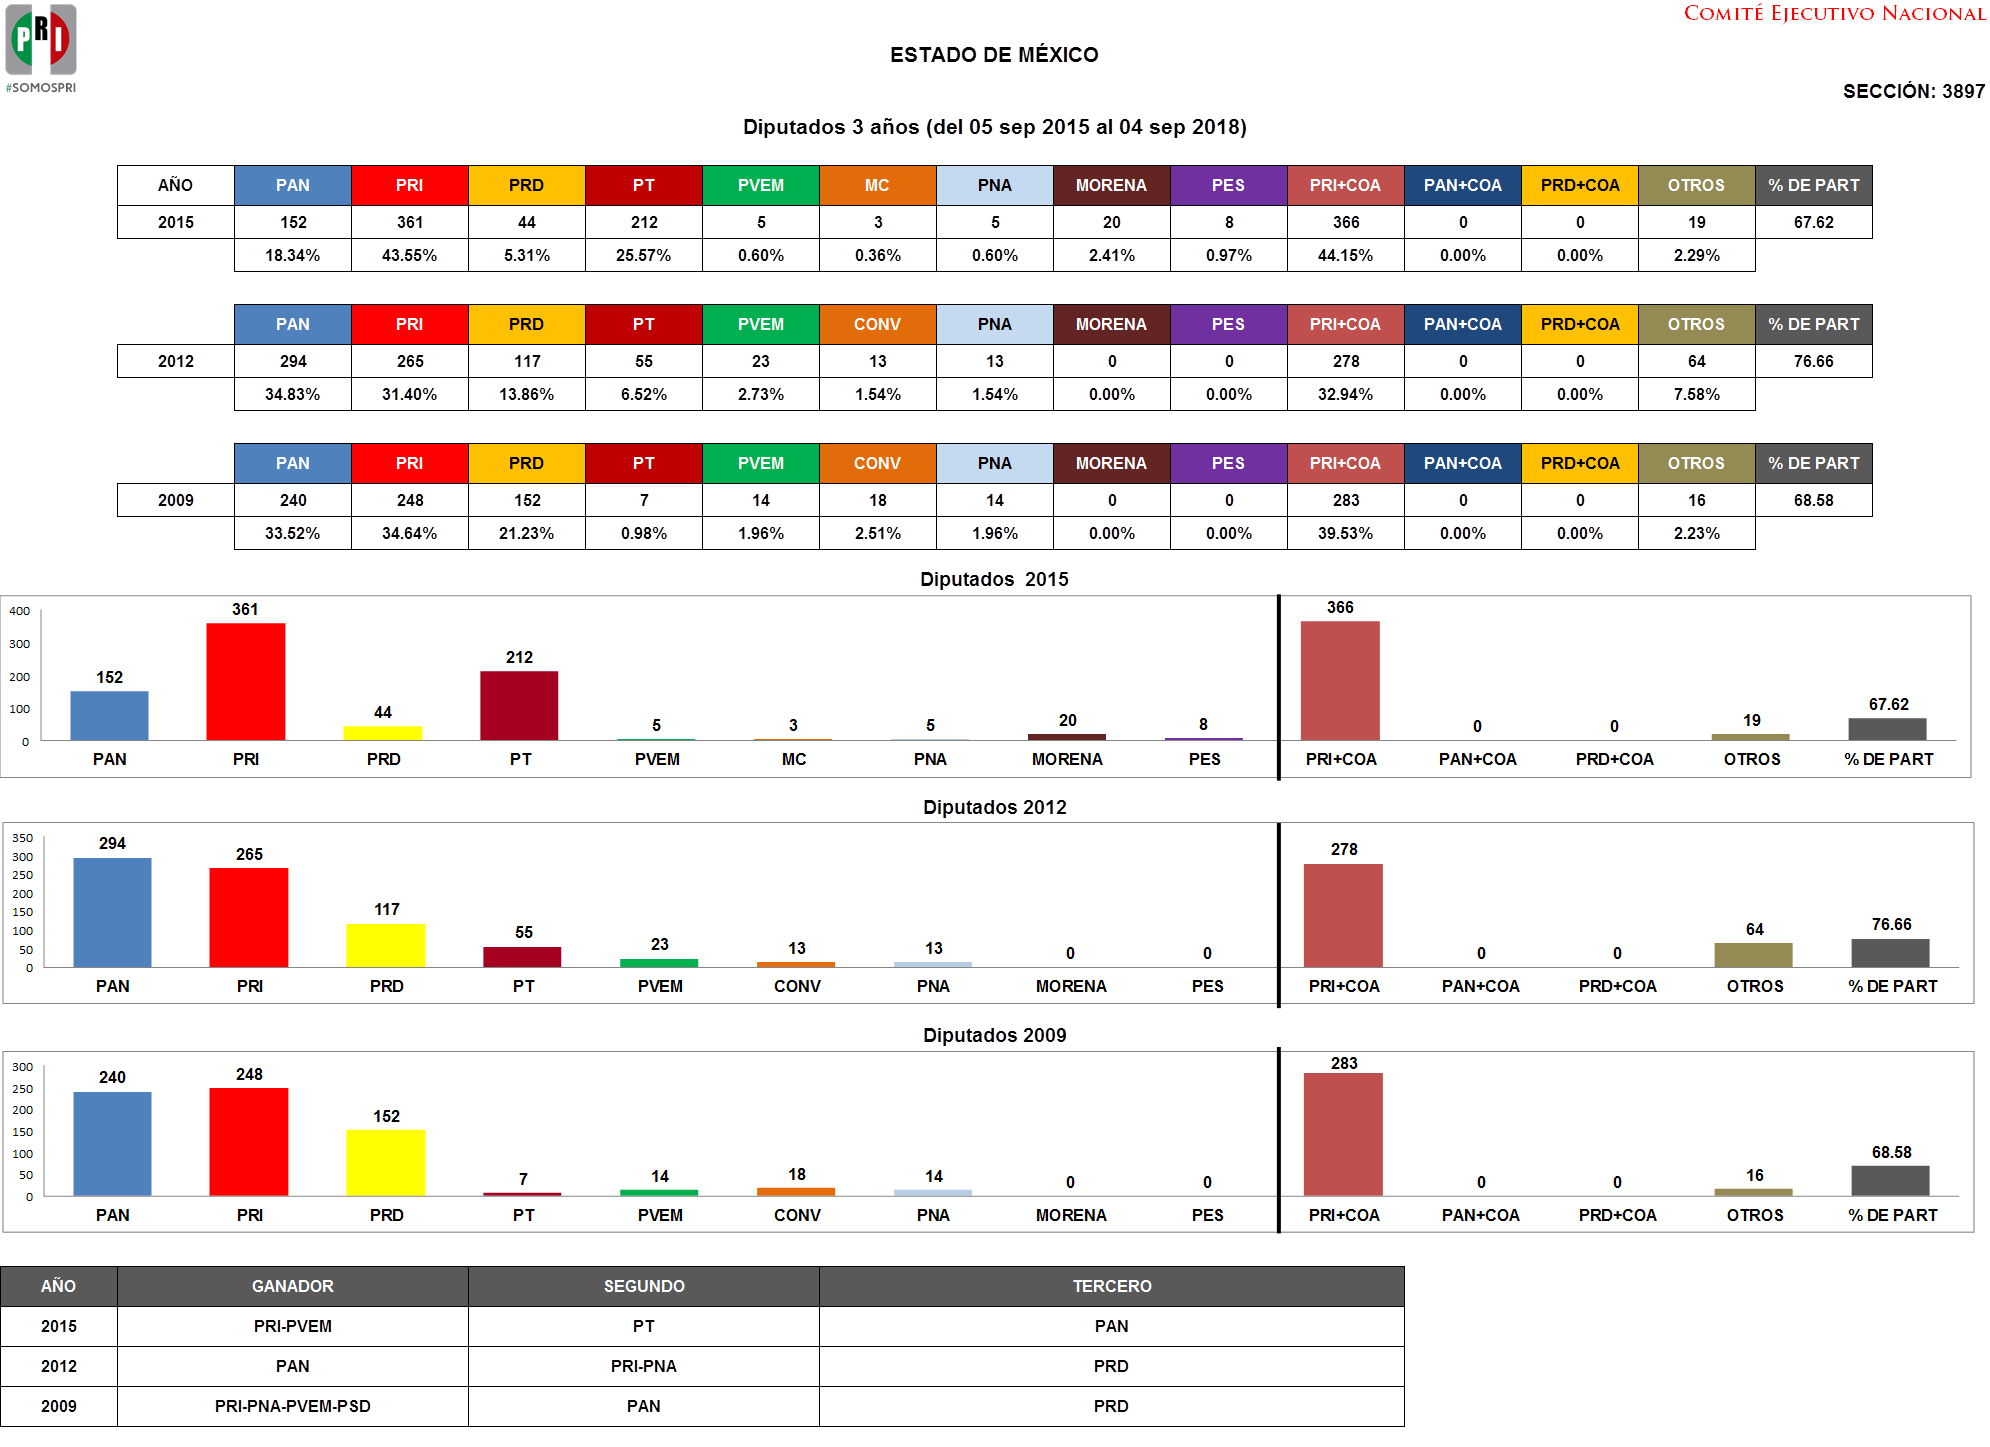 PRI
#SOMOSPRI
COMITÉ EJECUTIVO NACIONAL
ESTADO DE MÉXICO
SECCIÓN: 3897
Diputados 3 años (del 05 sep 2015 al 04 sep 2018)
AÑO PAN PRI PRD PT PVEM MC PNA MORENA PES PRI+COA PAN+COA PRD+COA OTROS % DE PART
2015 152 361 44 212 5 3 5 20 8 366 0 0 19 67.62
18.34% 43.55% 5.31% 25.57% 0.60% 0.36% 0.60% 2.41% 0.97% 44.15% 0.00% 0.00% 2.29%
PAN PRI PRD PT PVEM CONV PNA MORENA PES PRI+COA PAN+COA PRD+COA OTROS % DE PART
2012 294 265 117 55 23 13 13 0 0 278 0 0 64 76.66
34.83% 31.40% 13.86% 6.52% 2.73% 1.54% 1.54% 0.00% 0.00% 32.94% 0.00% 0.00% 7.58%
PAN PRI PRD PT PVEM CONV PNA MORENA PES PRI+COA PAN+COA PRD+COA OTROS % DE PART
2009 240 248 152 7 14 18 14 0 0 283 0 0 16 68.58
33.52% 34.64% 21.23% 0.98% 1.96% 2.51% 1.96% 0.00% 0.00% 39.53% 0.00% 0.00% 2.23%
Diputados 2015
400
300
200
100
0
152 361 44 212 5 3 5 20 8 366 0 0 19 67.62
PAN PRI PRD PT PVEM MC PNA MORENA PES PRI+COA PAN+COA PRD+COA OTROS % DE PART
Diputados 2012
350
300
250
200
150
100
50
0
294 265 117 55 23 13 13 0 0 278 0 0 64 76.66
PAN PRI PRD PT PVEM CONV PNA MORENA PES PRI+COA PAN+COA PRD+COA OTROS % DE PART
Diputados 2009
300
250
200
150
100
50
0
240 248 152 7 14 18 14 0 0 283 0 0 16 68.58
PAN PRI PRD PT PVEM CONV PNA MORENA PES PRI+COA PAN+COA PRD+COA OTROS % DE PART
AÑO GANADOR SEGUNDO TERCERO
2015 PRI-PVEM PT PAN
2012 PAN PRI-PNA PRD
2009 PRI-PNA-PVEM-PSD PAN PRD